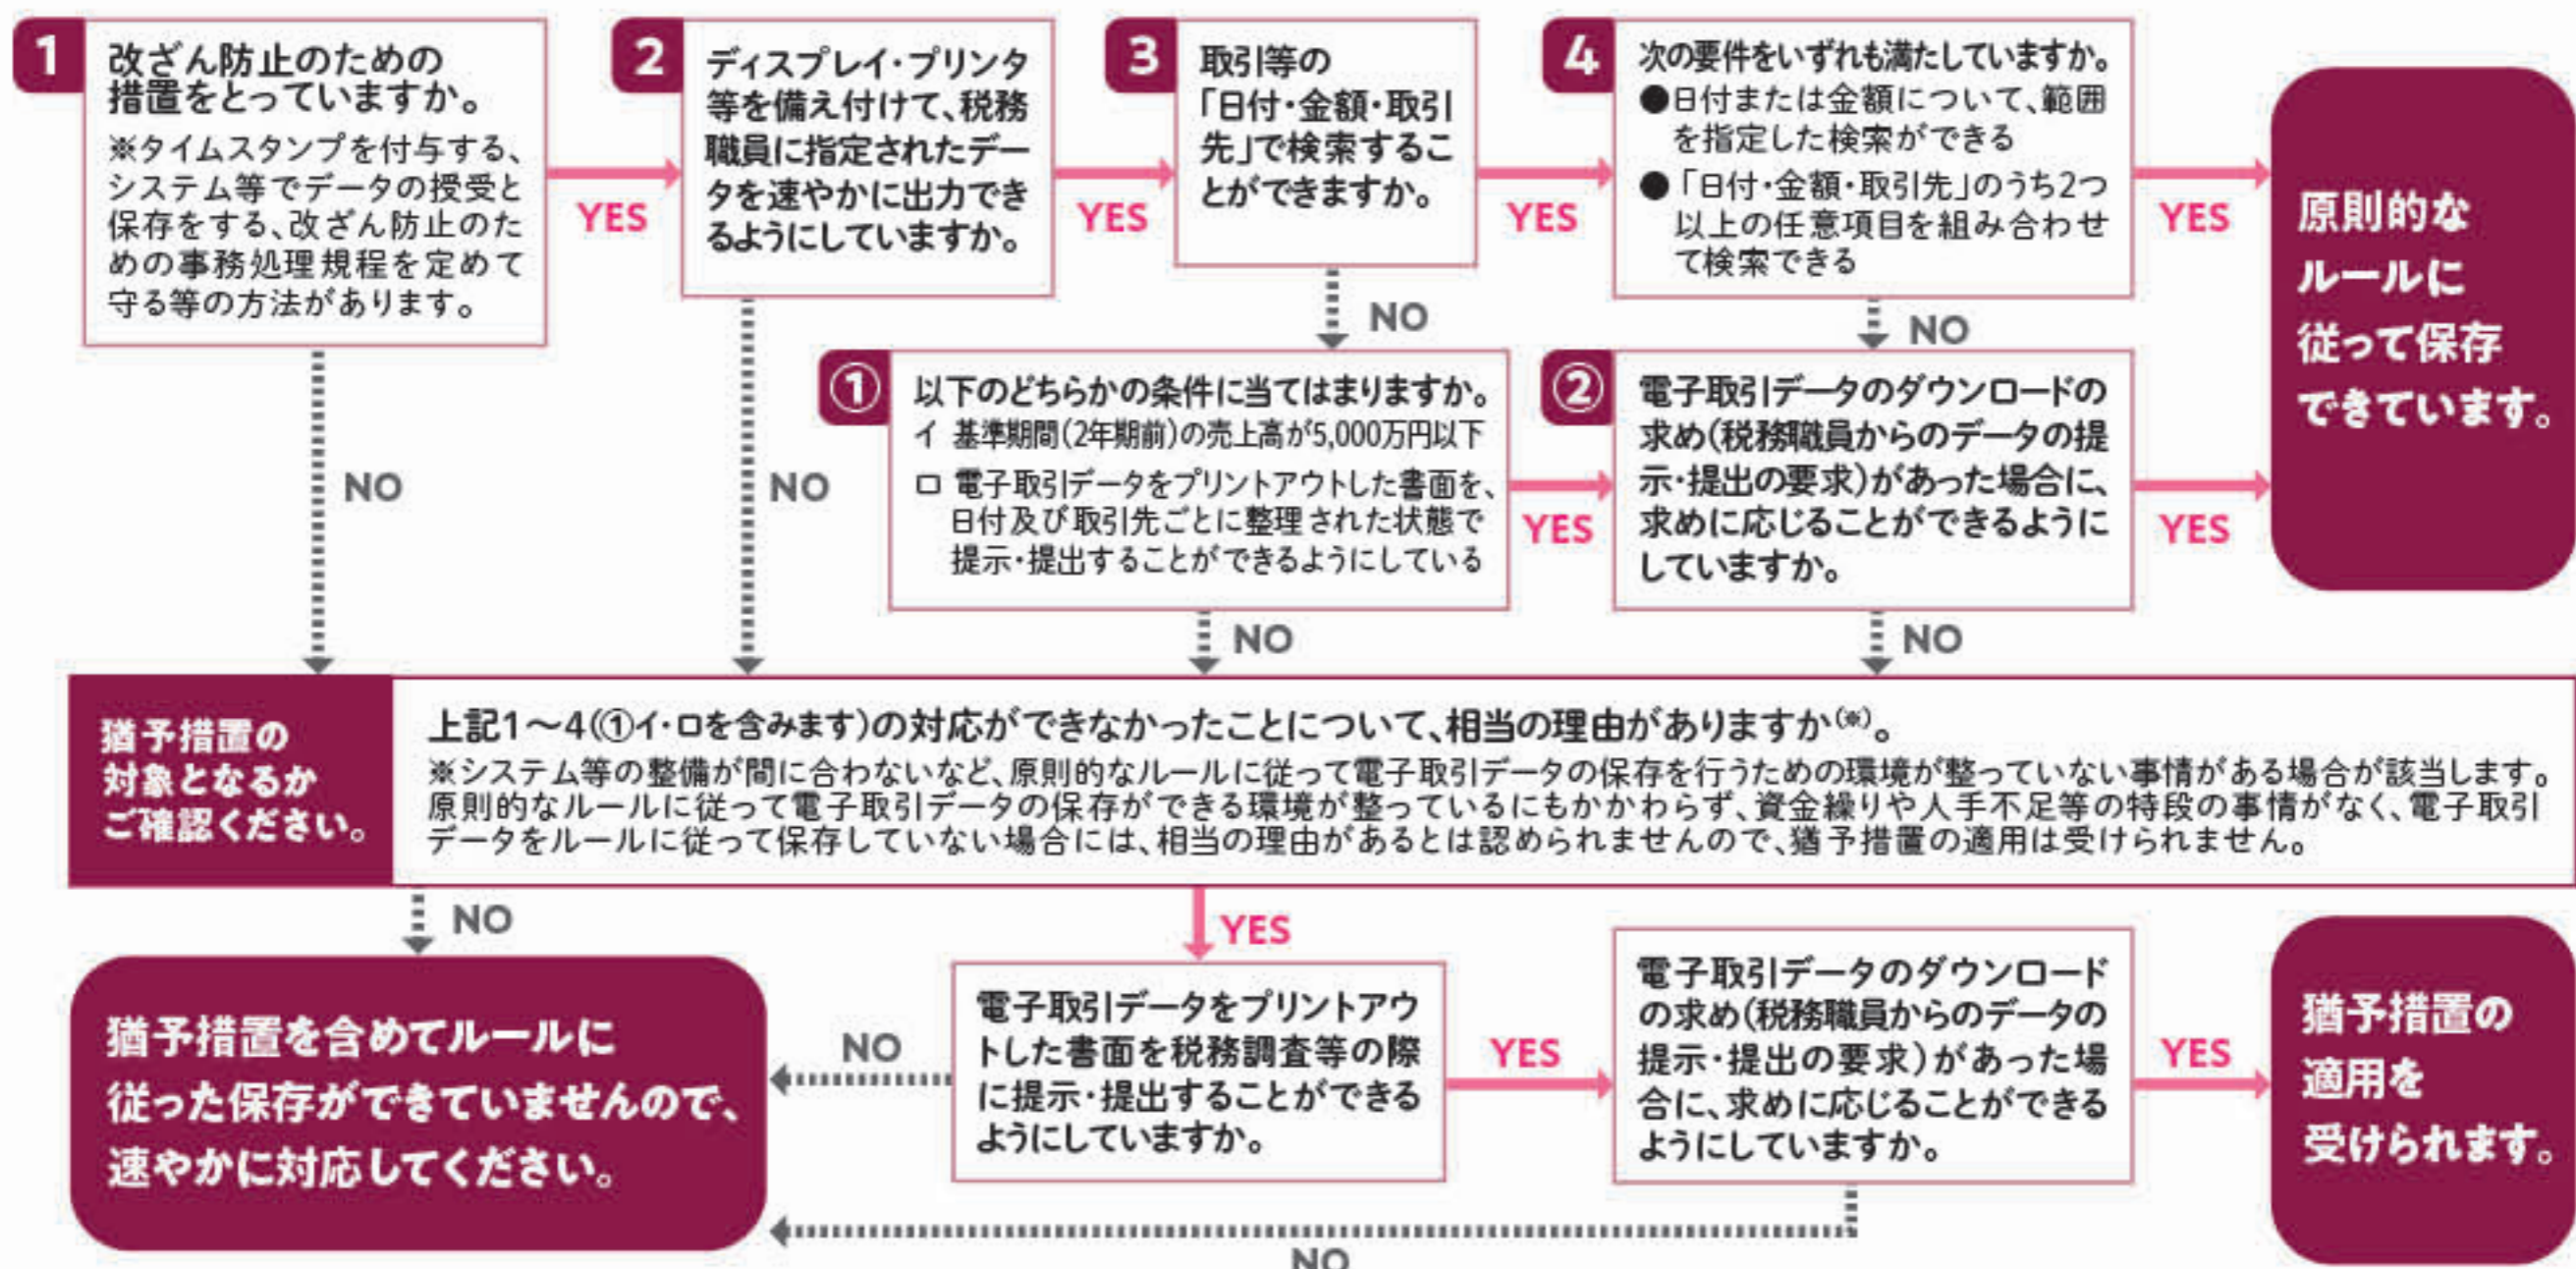 1
改ざん防止のための
措置をとっていますか。
※タイムスタンプを付与する、
システム等でデータの授受と
保存をする、改ざん防止のた
めの事務処理規程を定めて
守る等の方法があります。
YES
NO
2
ディスプレイ・プリンタ
等を備え付けて、税務
職員に指定されたデー
タを速やかに出力でき
るようにしていますか。
YES
NO
3
取引等の
「日付・金額・取引
先」で検索するこ
とができますか。
YES
NO
4
次の要件をいずれも満たしていますか。
●日付または金額について、範囲
を指定した検索ができる
●「日付・金額・取引先」のうち2つ
以上の任意項目を組み合わせ
て検索できる
YES
NO
原則的な
ルールに
従って保存
できています。
①
以下のどちらかの条件に当てはまりますか。
イ 基準期間(2年期前)の売上高が5,000万円以下
ロ 電子取引データをプリントアウトした書面を、
日付及び取引先ごとに整理された状態で
提示・提出することができるようにしている
YES
NO
②
電子取引データのダウンロードの
求め(税務職員からのデータの提
示・提出の要求)があった場合に、
求めに応じることができるように
していますか。
YES
NO
猶予措置の
対象となるか
ご確認ください。
上記1〜4(①イ・ロを含みます)の対応ができなかったことについて、相当の理由がありますか(※)。
※システム等の整備が間に合わないなど、原則的なルールに従って電子取引データの保存を行うための環境が整っていない事情がある場合が該当します。
原則的なルールに従って電子取引データの保存ができる環境が整っているにもかかわらず、資金繰りや人手不足等の特段の事情がなく、電子取引
データをルールに従って保存していない場合には、相当の理由があるとは認められませんので、猶予措置の適用は受けられません。
NO
YES
猶予措置を含めてルールに
従った保存ができていませんので、
速やかに対応してください。
NO
電子取引データをプリントアウ
トした書面を税務調査等の際
に提示・提出することができる
ようにしていますか。
YES
電子取引データのダウンロード
の求め(税務職員からのデータの
提示・提出の要求)があった場
合に、求めに応じることができる
ようにしていますか。
YES
NO
猶予措置の
適用を
受けられます。